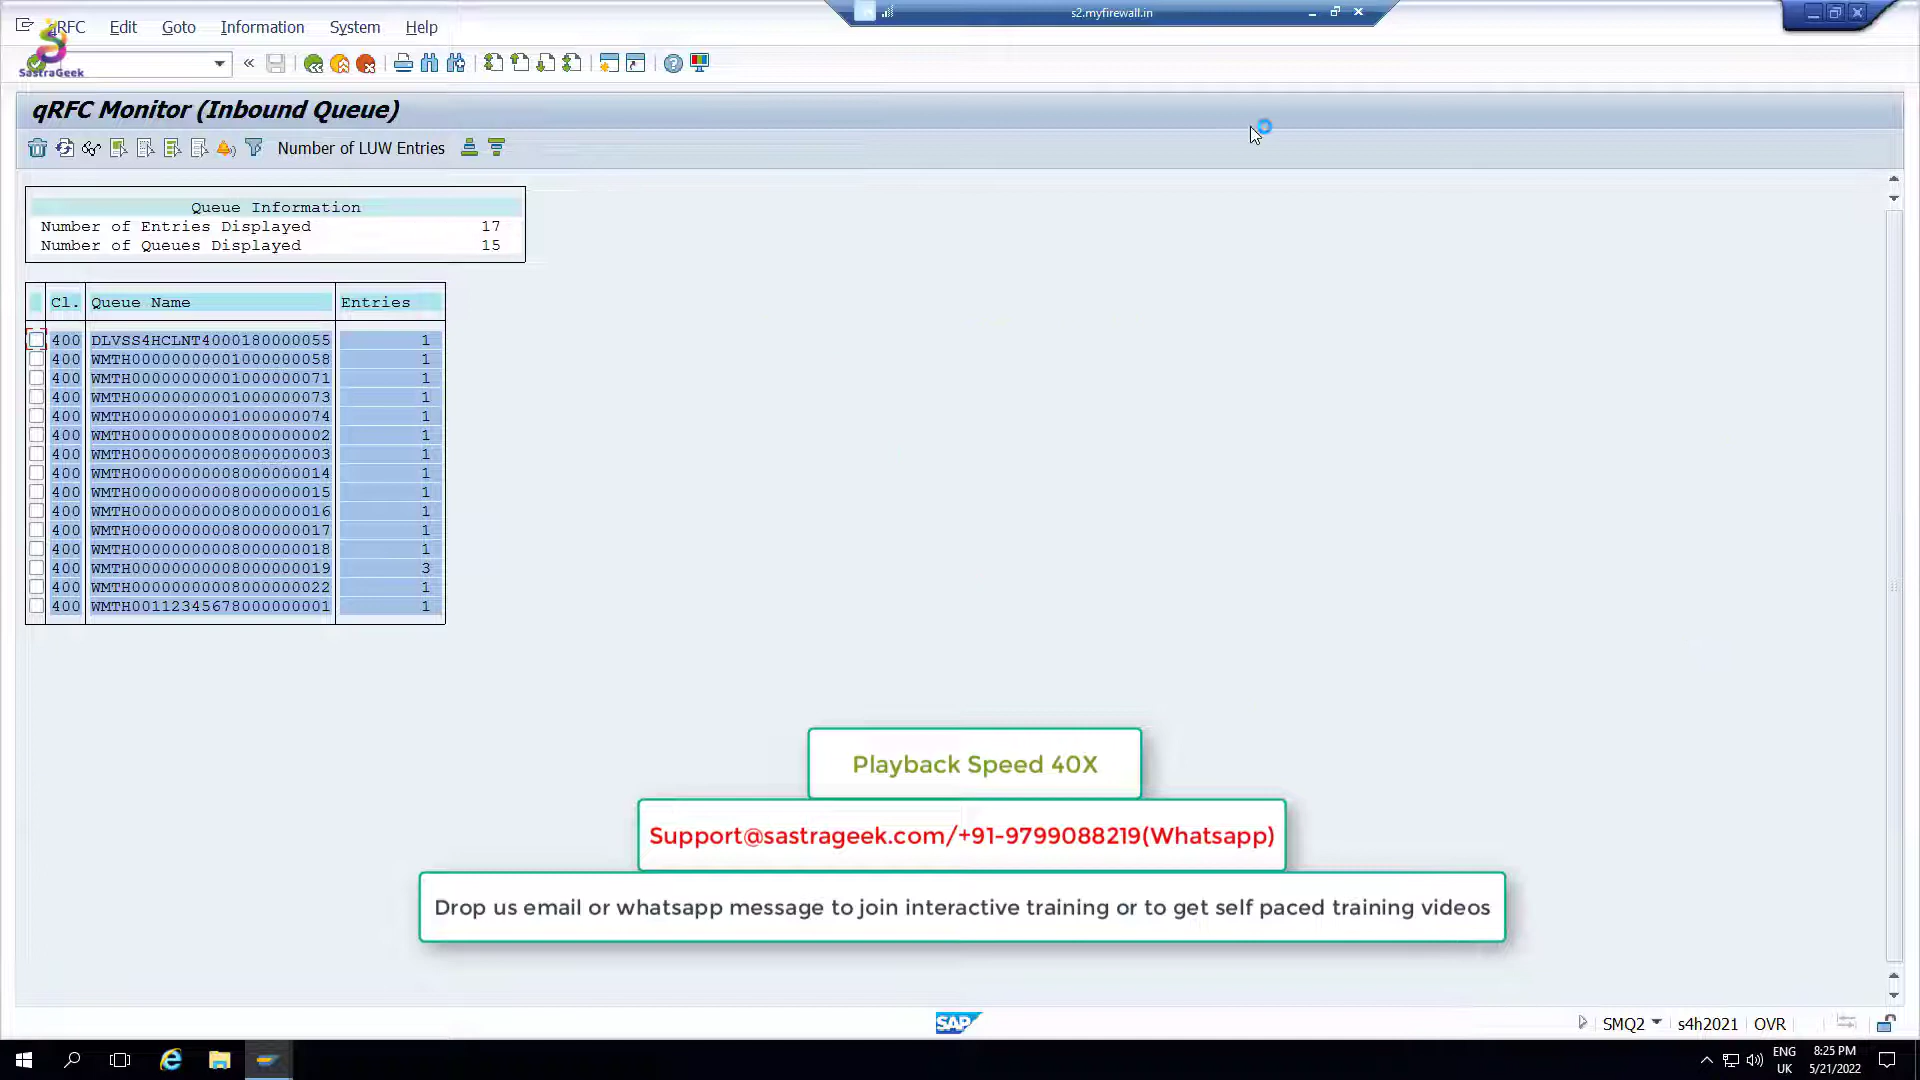 s2.myfirewall.in
qRFC Edit Goto Information System Help
SastraGeek
qRFC Monitor (Inbound Queue)
Number of LUW Entries
Queue Information
Number of Entries Displayed 17
Number of Queues Displayed 15
Cl. Queue Name Entries
400 DLVSS4HCLNT4000180000055 1
400 WMTH00000000001000000058 1
400 WMTH00000000001000000071 1
400 WMTH00000000001000000073 1
400 WMTH00000000001000000074 1
400 WMTH00000000008000000002 1
400 WMTH00000000008000000003 1
400 WMTH00000000008000000014 1
400 WMTH00000000008000000015 1
400 WMTH00000000008000000016 1
400 WMTH00000000008000000017 1
400 WMTH00000000008000000018 1
400 WMTH00000000008000000019 3
400 WMTH00000000008000000022 1
400 WMTH00112345678000000001 1
Playback Speed 40X
Support@sastrageek.com/+91-9799088219(Whatsapp)
Drop us email or whatsapp message to join interactive training or to get self paced training videos
SAP
SMQ2 s4h2021 OVR
ENG 8:25 PM
UK 5/21/2022